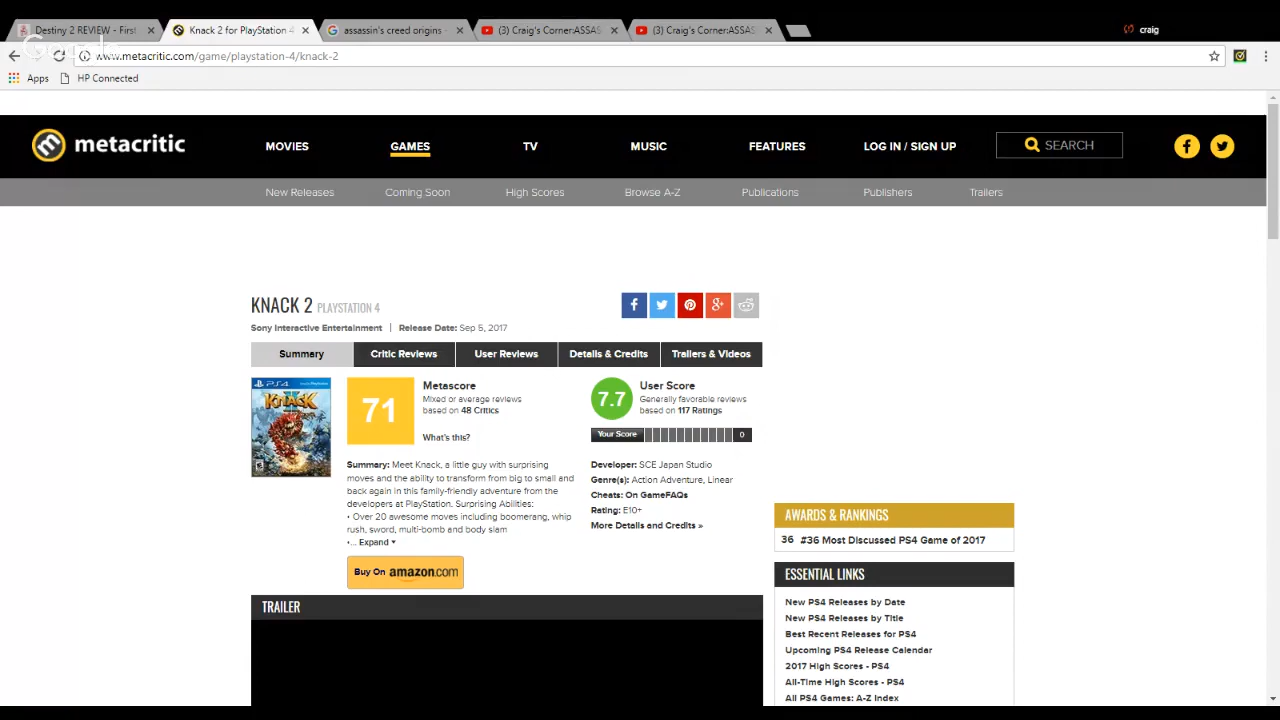 Destiny 2 REVIEW - First
Knack 2 for PlayStation 4
assassin's creed origins
(3) Craig's Corner:ASSAS
(3) Craig's Corner:ASSAS
craig
www.metacritic.com/game/playstation-4/knack-2
Apps
HP Connected
metacritic
MOVIES
GAMES
TV
MUSIC
FEATURES
LOG IN / SIGN UP
SEARCH
New Releases
Coming Soon
High Scores
Browse A-Z
Publications
Publishers
Trailers
KNACK 2 PLAYSTATION 4
Sony Interactive Entertainment | Release Date: Sep 5, 2017
Summary
Critic Reviews
User Reviews
Details & Credits
Trailers & Videos
PS4
KNACK II
71
Metascore
Mixed or average reviews
based on 48 Critics
What's this?
7.7
User Score
Generally favorable reviews
based on 117 Ratings
Your Score
0
Summary: Meet Knack, a little guy with surprising
moves and the ability to transform from big to small and
back again in this family-friendly adventure from the
developers at PlayStation. Surprising Abilities:
• Over 20 awesome moves including boomerang, whip
rush, sword, multi-bomb and body slam
•... Expand
Buy On amazon.com
Developer: SCE Japan Studio
Genre(s): Action Adventure, Linear
Cheats: On GameFAQs
Rating: E10+
More Details and Credits »
TRAILER
AWARDS & RANKINGS
36 #36 Most Discussed PS4 Game of 2017
ESSENTIAL LINKS
New PS4 Releases by Date
New PS4 Releases by Title
Best Recent Releases for PS4
Upcoming PS4 Release Calendar
2017 High Scores - PS4
All-Time High Scores - PS4
All PS4 Games: A-Z Index